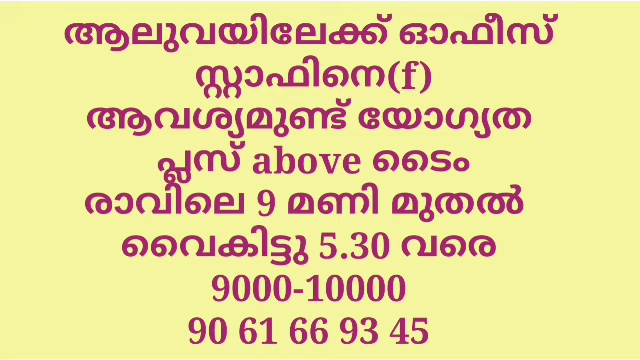 ആലുവയിലേക്ക് ഓഫീസ്
സ്റ്റാഫിനെ(f)
ആവശ്യമുണ്ട് യോഗ്യത
പ്ലസ് above ടൈം
രാവിലെ 9 മണി മുതൽ
വൈകിട്ടു 5.30 വരെ
9000-10000
90 61 66 93 45